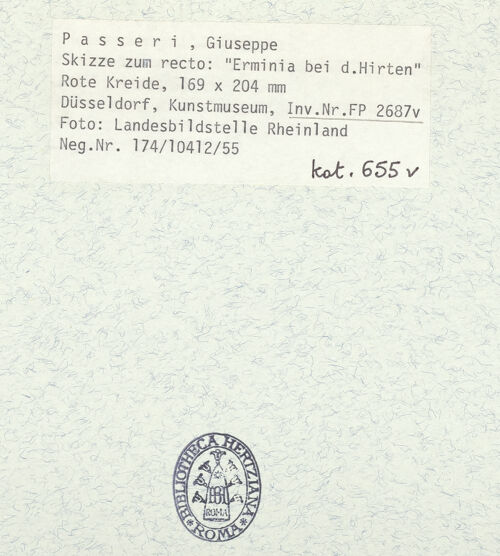 Passeri, Giuseppe
Skizze zum recto: "Erminia bei d.Hirten"
Rote Kreide, 169 x 204 mm
Düsseldorf, Kunstmuseum, Inv.Nr.FP 2687v
Foto: Landesbildstelle Rheinland
Neg.Nr. 174/10412/55
kat. 655 v
BIBLIOTHECA HERTZIANA
ROMA
ROMA